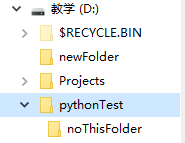 教学 (D:)
$RECYCLE.BIN
newFolder
Projects
pythonTest
noThisFolder